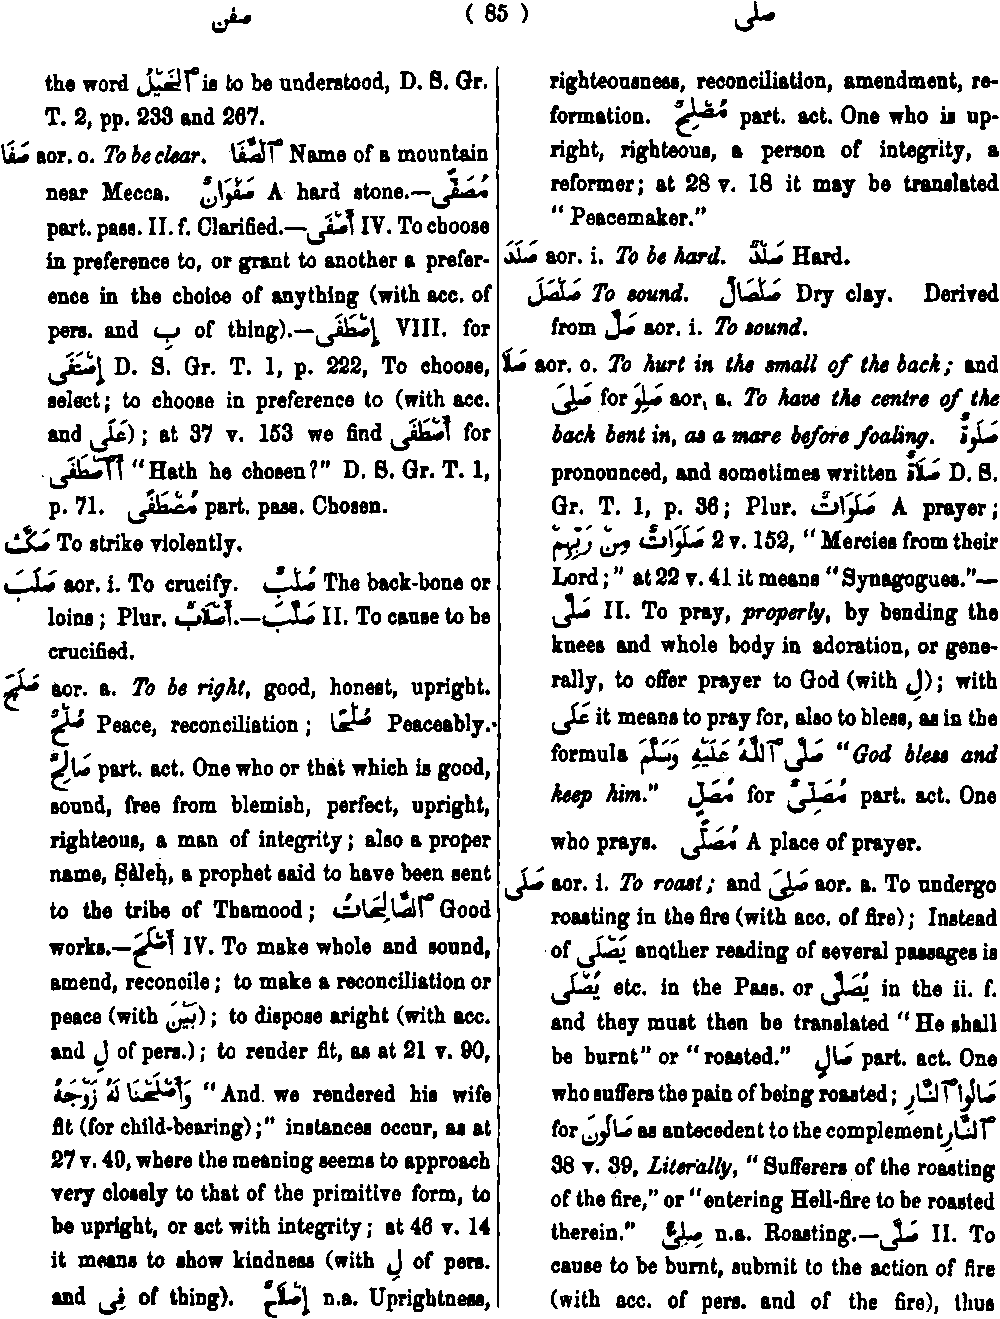 صفن ( 85 ) صلى
the word اَلْخَيْلُ is to be understood, D. S. Gr.
T. 2, pp. 233 and 267.
صَفَا aor. o. To be clear. اَلصَّفَا Name of a mountain
near Mecca. صَفْوَانٌ A hard stone.—مُصَفًّى
part. pass. II. f. Clarified.—أَصْفَى IV. To choose
in preference to, or grant to another a prefer-
ence in the choice of anything (with acc. of
pers. and بِ of thing).—إِصْطَفَى VIII. for
إِصْتَفَى D. S. Gr. T. 1, p. 222, To choose,
select; to choose in preference to (with acc.
and عَلَى); at 37 v. 153 we find أَصْطَفَى for
أَاَصْطَفَى "Hath he chosen?" D. S. Gr. T. 1,
p. 71. مُصْطَفًى part. pass. Chosen.
صَكَّ To strike violently.
صَلَبَ aor. i. To crucify. صُلْبٌ The back-bone or
loins; Plur. أَصْلَابٌ.—صَلَّبَ II. To cause to be
crucified.
صَلَحَ aor. a. To be right, good, honest, upright.
صُلْحٌ Peace, reconciliation; صُلْحًا Peaceably.
صَالِحٌ part. act. One who or that which is good,
sound, free from blemish, perfect, upright,
righteous, a man of integrity; also a proper
name, Ṣàleḥ, a prophet said to have been sent
to the tribe of Thamood; اَلصَّالِحَاتُ Good
works.—أَصْلَحَ IV. To make whole and sound,
amend, reconcile; to make a reconciliation or
peace (with بَيْنَ); to dispose aright (with acc.
and لِ of pers.); to render fit, as at 21 v. 90,
وَأَصْلَحْنَا لَهُ زَوْجَهُ "And we rendered his wife
fit (for child-bearing);" instances occur, as at
27 v. 49, where the meaning seems to approach
very closely to that of the primitive form, to
be upright, or act with integrity; at 46 v. 14
it means to show kindness (with لِ of pers.
and فِى of thing). إِصْلَاحٌ n.a. Uprightness,
righteousness, reconciliation, amendment, re-
formation. مُصْلِحٌ part. act. One who is up-
right, righteous, a person of integrity, a
reformer; at 28 v. 18 it may be translated
"Peacemaker."
صَلَدَ aor. i. To be hard. صَلْدٌ Hard.
صَلْصَلَ To sound. صَلْصَالٌ Dry clay. Derived
from صَلَّ aor. i. To sound.
صَلَا aor. o. To hurt in the small of the back; and
صَلِىَ for صَلِوَ aor. a. To have the centre of the
back bent in, as a mare before foaling. صَلٰوةٌ
pronounced, and sometimes written صَلَاةٌ D. S.
Gr. T. 1, p. 36; Plur. صَلَوَاتٌ A prayer;
صَلَوَاتٌ مِنْ رَبِّهِمْ 2 v. 152, "Mercies from their
Lord;" at 22 v. 41 it means "Synagogues."—
صَلَّى II. To pray, properly, by bending the
knees and whole body in adoration, or gene-
rally, to offer prayer to God (with لِ); with
عَلَى it means to pray for, also to bless, as in the
formula صَلَّى ٱللّٰهُ عَلَيْهِ وَسَلَّمَ "God bless and
keep him." مُصَلٍّ for مُصَلِّىٌ part. act. One
who prays. مُصَلًّى A place of prayer.
صَلَى aor. i. To roast; and صَلِىَ aor. a. To undergo
roasting in the fire (with acc. of fire); Instead
of يَصْلَى another reading of several passages is
يُصْلَى etc. in the Pass. or يُصَلَّى in the ii. f.
and they must then be translated "He shall
be burnt" or "roasted." صَالٍ part. act. One
who suffers the pain of being roasted; صَالُوا ٱلنَّارِ
for صَالُونَ as antecedent to the complement ٱلنَّارِ
38 v. 39, Literally, "Sufferers of the roasting
of the fire," or "entering Hell-fire to be roasted
therein." صِلِىٌّ n.a. Roasting.—صَلَّى II. To
cause to be burnt, submit to the action of fire
(with acc. of pers. and of the fire), thus